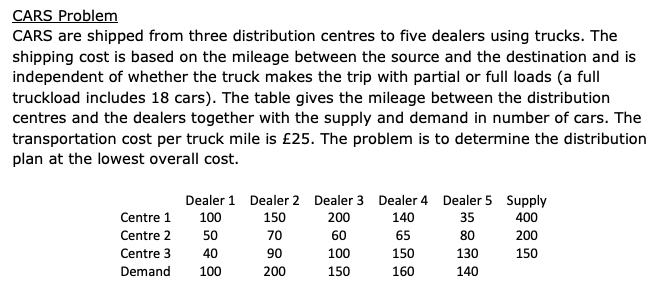 CARS Problem
CARS are shipped from three distribution centres to five dealers using trucks. The
shipping cost is based on the mileage between the source and the destination and is
independent of whether the truck makes the trip with partial or full loads (a full
truckload includes 18 cars). The table gives the mileage between the distribution
centres and the dealers together with the supply and demand in number of cars. The
transportation cost per truck mile is £25. The problem is to determine the distribution
plan at the lowest overall cost.
Dealer 1 Dealer 2 Dealer 3 Dealer 4 Dealer 5 Supply
Centre 1 100 150 200 140 35 400
Centre 2 50 70 60 65 80 200
Centre 3 40 90 100 150 130 150
Demand 100 200 150 160 140